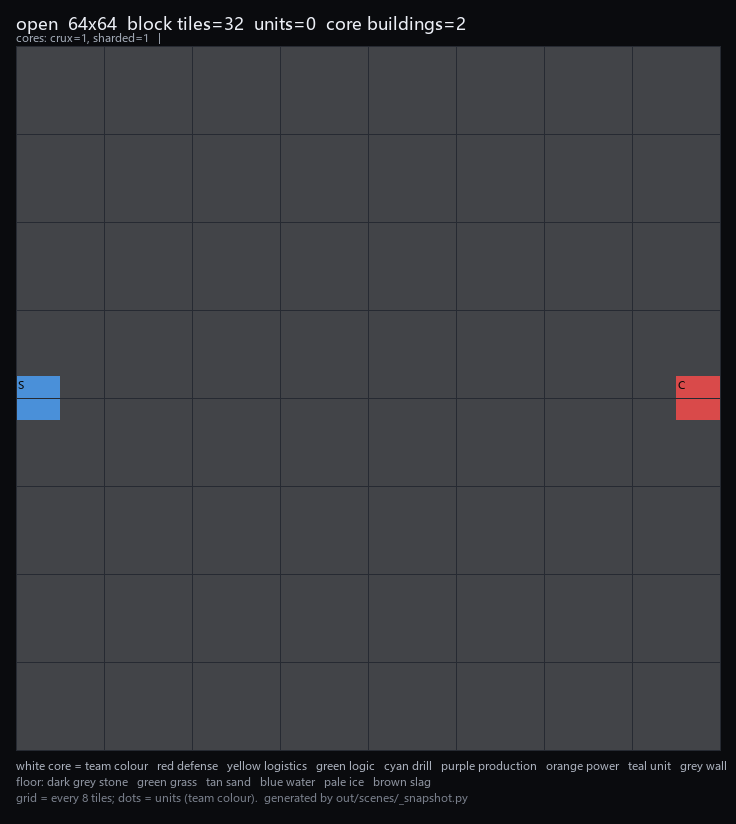 open  64x64  block tiles=32  units=0  core buildings=2
cores: crux=1, sharded=1   |
S
C
white core = team colour   red defense   yellow logistics   green logic   cyan drill   purple production   orange power   teal unit   grey wall
floor: dark grey stone   green grass   tan sand   blue water   pale ice   brown slag
grid = every 8 tiles; dots = units (team colour).  generated by out/scenes/_snapshot.py